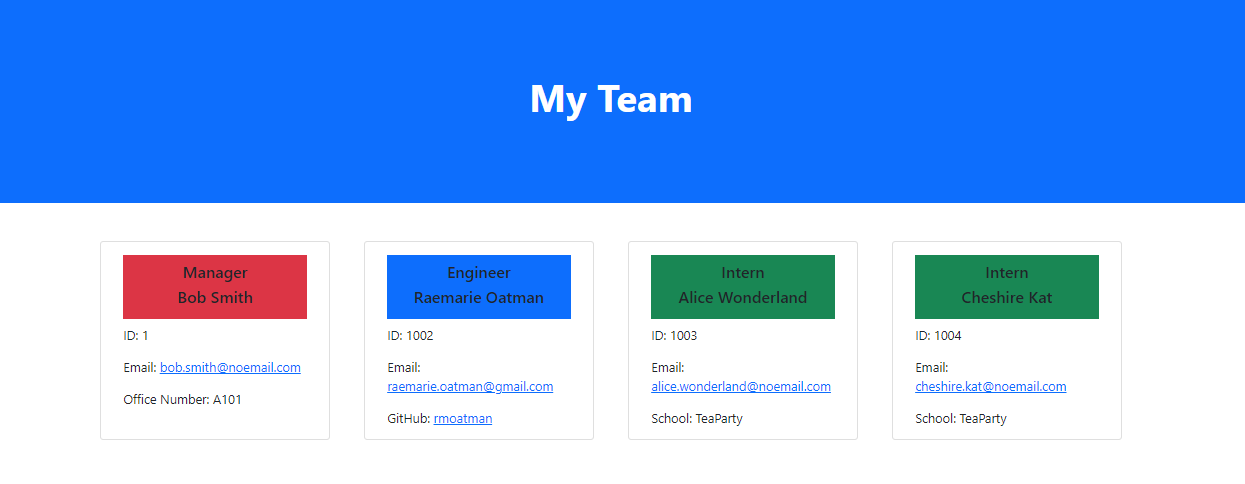 My Team
Manager
Bob Smith
ID: 1
Email: bob.smith@noemail.com
Office Number: A101
Engineer
Raemarie Oatman
ID: 1002
Email:
raemarie.oatman@gmail.com
GitHub: rmoatman
Intern
Alice Wonderland
ID: 1003
Email:
alice.wonderland@noemail.com
School: TeaParty
Intern
Cheshire Kat
ID: 1004
Email:
cheshire.kat@noemail.com
School: TeaParty